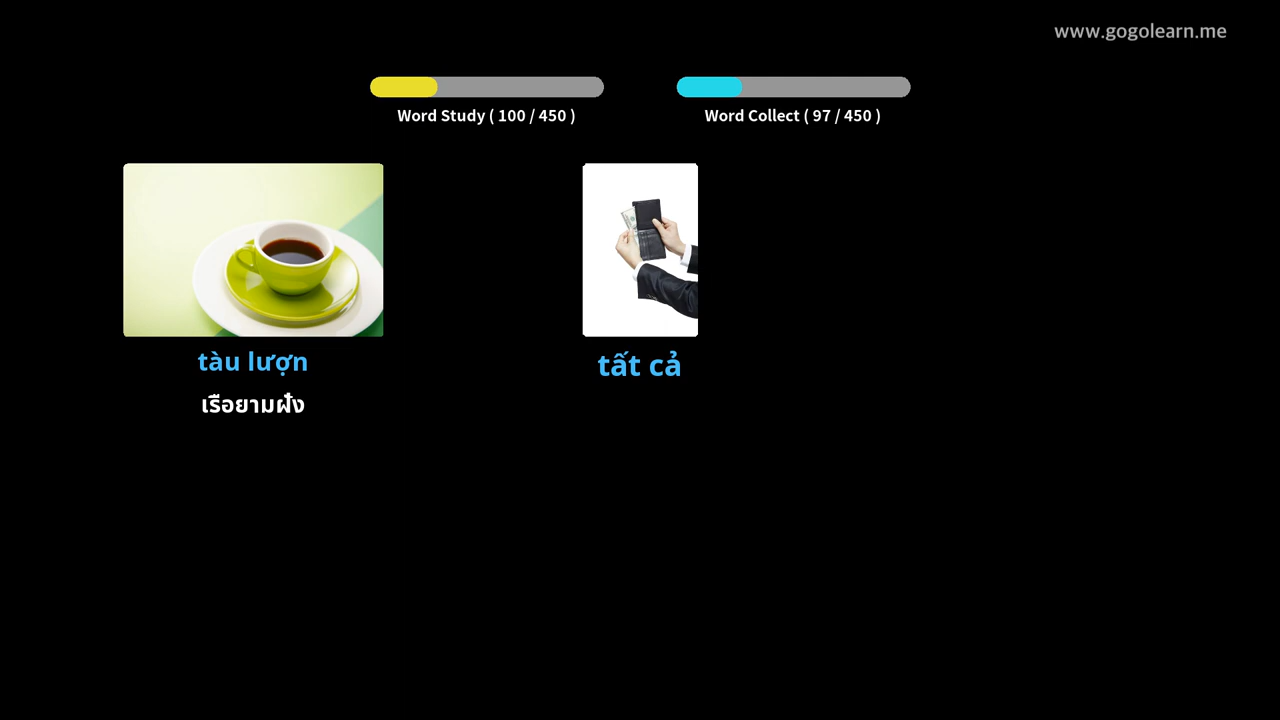 www.gogolearn.me
Word Study ( 100 / 450 )
Word Collect ( 97 / 450 )
tàu lượn
เรือยามฝั่ง
tất cả